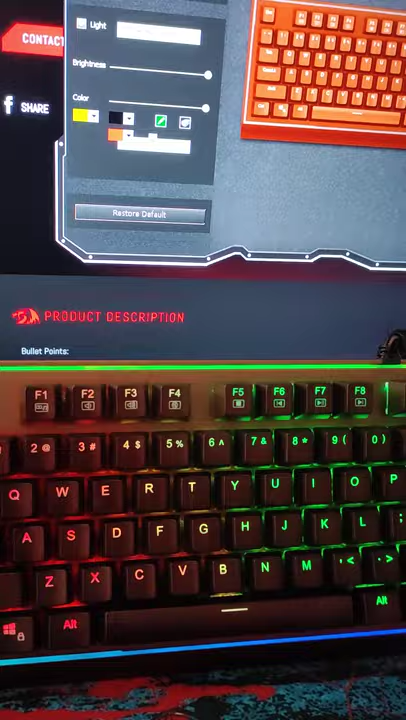 Light
CONTACT
Brightness
Color
SHARE
Restore Default
PRODUCT DESCRIPTION
Bullet Points:
F1 F2 F3 F4 F5 F6 F7 F8
2 @ 3 # 4 $ 5 % 6 ^ 7 & 8 * 9 ( 0 )
Q W E R T Y U I O P
A S D F G H J K L ;
Z X C V B N M , < . >
Alt Alt